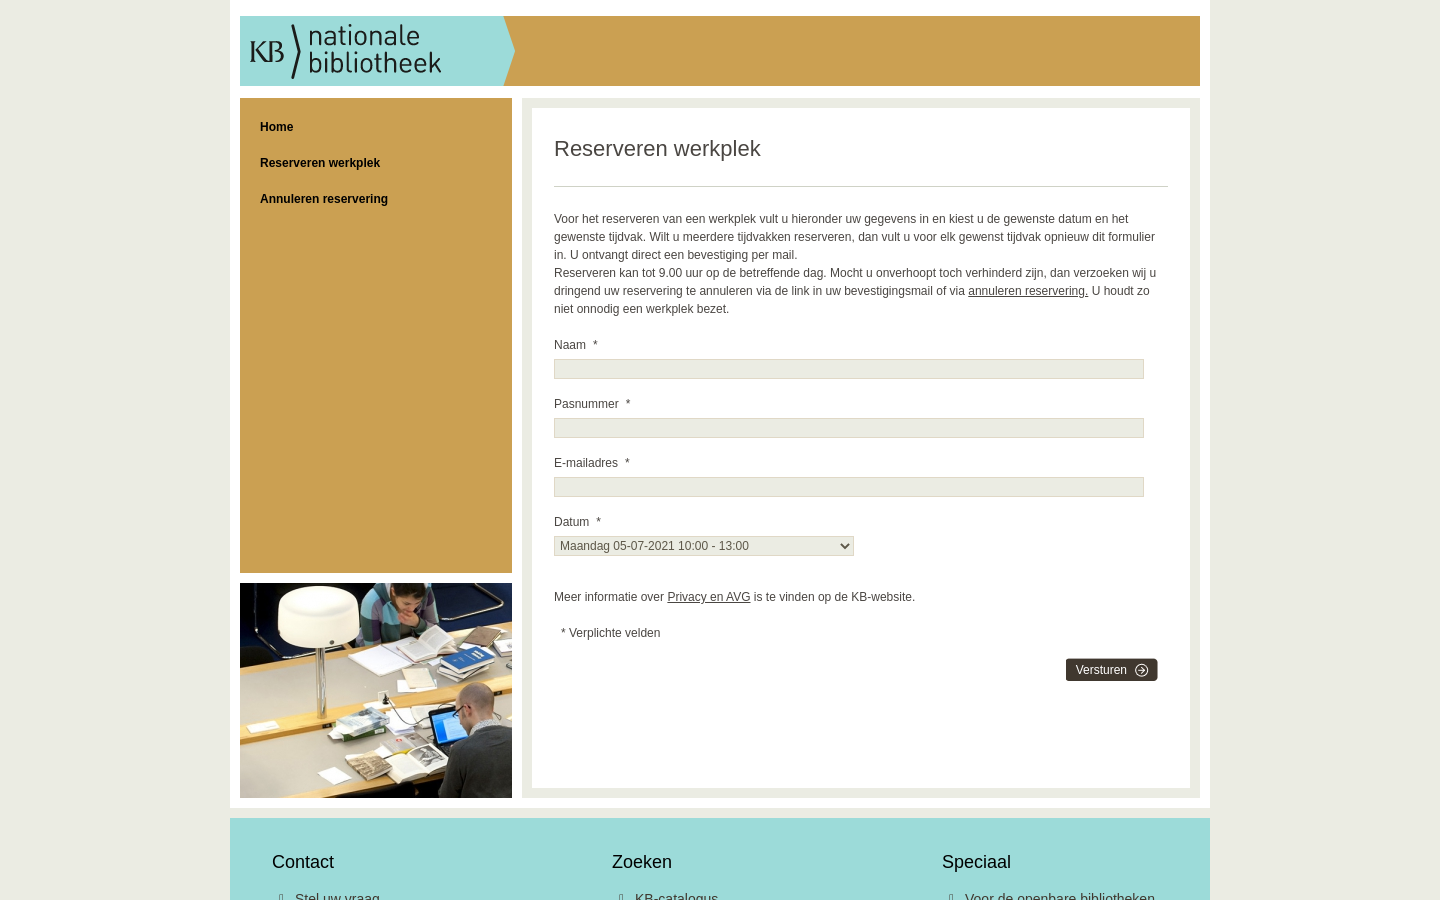 KB nationale
bibliotheek
Home
Reserveren werkplek
Annuleren reservering
Reserveren werkplek
Voor het reserveren van een werkplek vult u hieronder uw gegevens in en kiest u de gewenste datum en het
gewenste tijdvak. Wilt u meerdere tijdvakken reserveren, dan vult u voor elk gewenst tijdvak opnieuw dit formulier
in. U ontvangt direct een bevestiging per mail.
Reserveren kan tot 9.00 uur op de betreffende dag. Mocht u onverhoopt toch verhinderd zijn, dan verzoeken wij u
dringend uw reservering te annuleren via de link in uw bevestigingsmail of via annuleren reservering. U houdt zo
niet onnodig een werkplek bezet.
Naam *
Pasnummer *
E-mailadres *
Datum *
Maandag 05-07-2021 10:00 - 13:00
Meer informatie over Privacy en AVG is te vinden op de KB-website.
* Verplichte velden
Versturen
Contact
Zoeken
Speciaal
Stel uw vraag
KB-catalogus
Voor de openbare bibliotheken